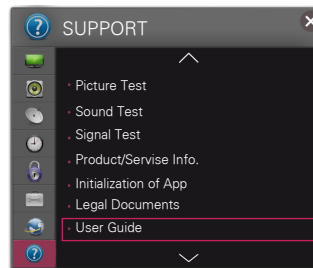 SUPPORT
• Picture Test
• Sound Test
• Signal Test
• Product/Servise Info.
• Initialization of App
• Legal Documents
• User Guide